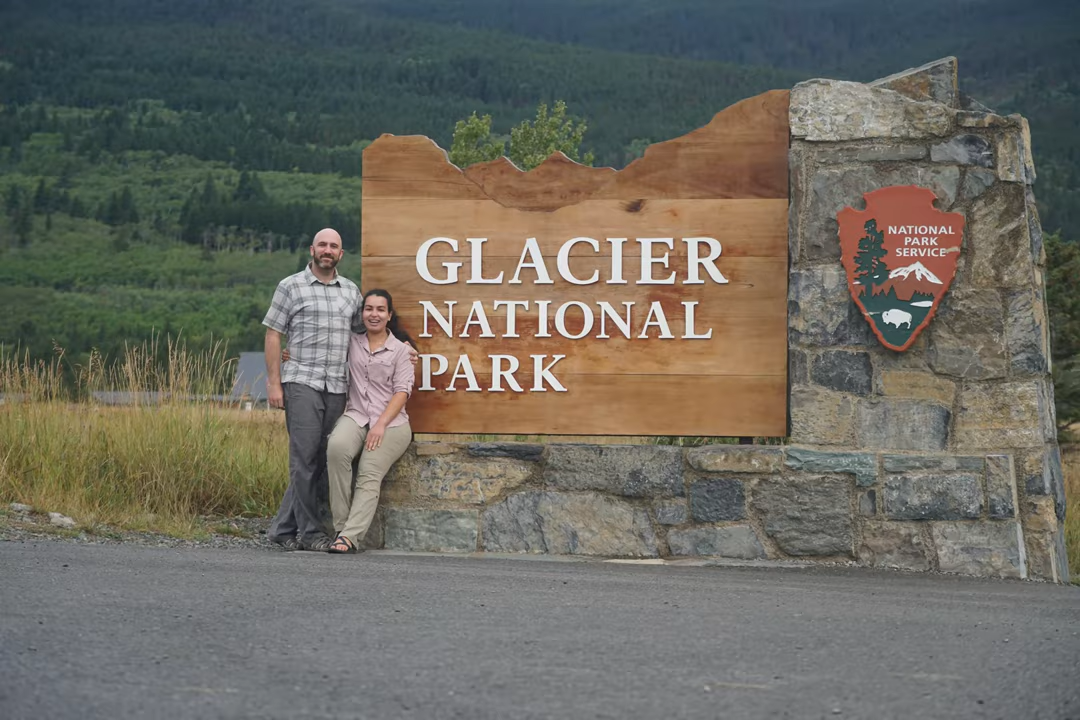 GLACIER
NATIONAL
PARK
NATIONAL
PARK
SERVICE